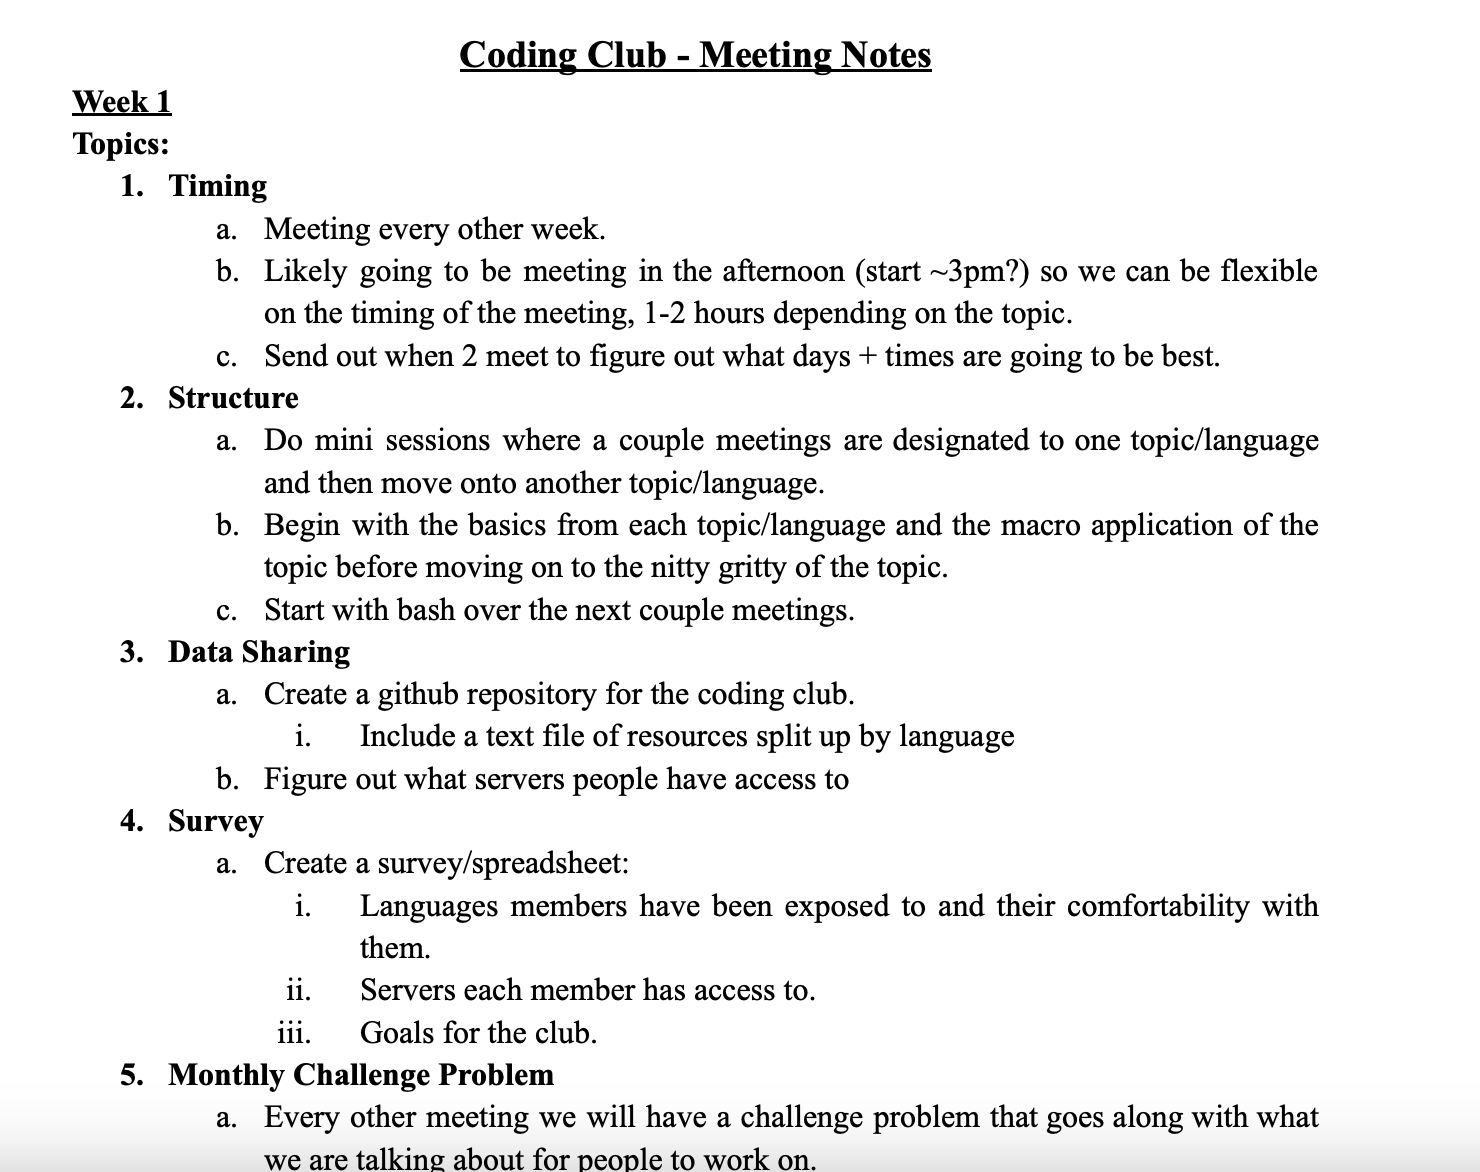 Coding Club - Meeting Notes
Week 1
Topics:
1. Timing
a. Meeting every other week.
b. Likely going to be meeting in the afternoon (start ~3pm?) so we can be flexible
on the timing of the meeting, 1-2 hours depending on the topic.
c. Send out when 2 meet to figure out what days + times are going to be best.
2. Structure
a. Do mini sessions where a couple meetings are designated to one topic/language
and then move onto another topic/language.
b. Begin with the basics from each topic/language and the macro application of the
topic before moving on to the nitty gritty of the topic.
c. Start with bash over the next couple meetings.
3. Data Sharing
a. Create a github repository for the coding club.
i. Include a text file of resources split up by language
b. Figure out what servers people have access to
4. Survey
a. Create a survey/spreadsheet:
i. Languages members have been exposed to and their comfortability with
them.
ii. Servers each member has access to.
iii. Goals for the club.
5. Monthly Challenge Problem
a. Every other meeting we will have a challenge problem that goes along with what
we are talking about for people to work on.